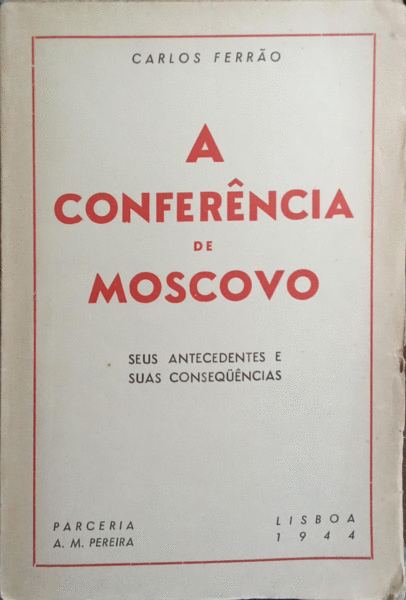 CARLOS FERRÃO
A
CONFERÊNCIA
DE
MOSCOVO
SEUS ANTECEDENTES E
SUAS CONSEQÜÊNCIAS
PARCERIA
A. M. PEREIRA
LISBOA
1944